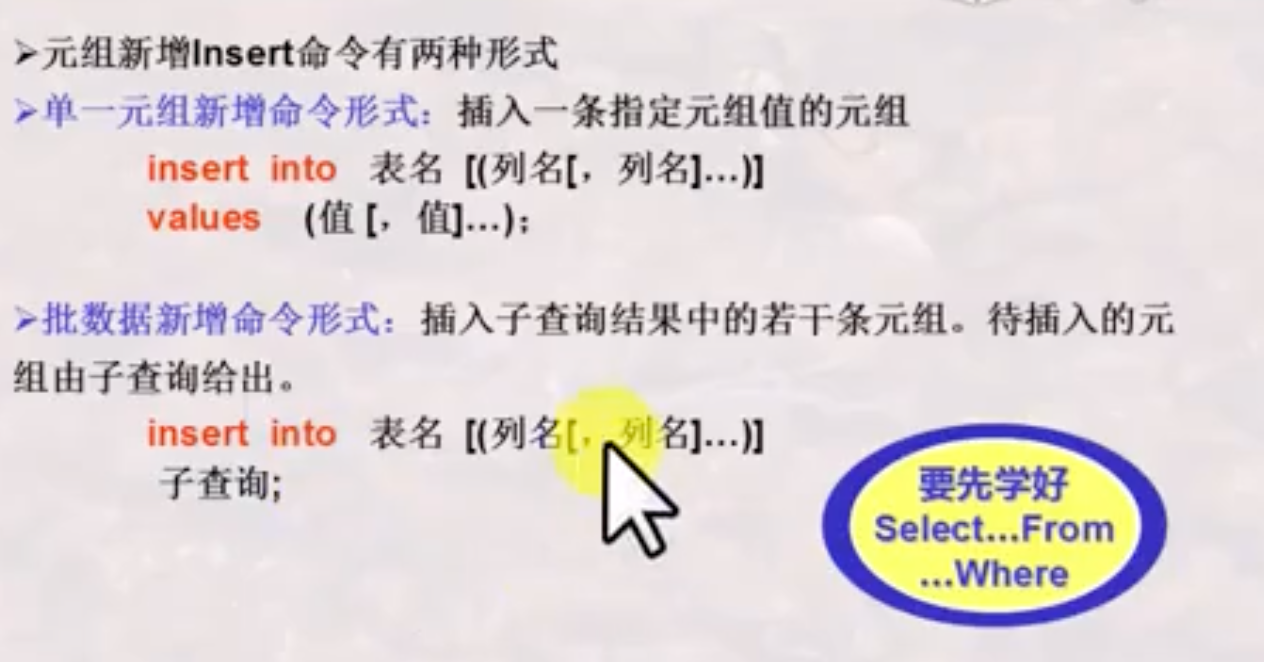 ➢元组新增Insert命令有两种形式
➢单一元组新增命令形式：插入一条指定元组值的元组
insert into 表名 [(列名[，列名]…)]
values (值 [，值]…);
➢批数据新增命令形式：插入子查询结果中的若干条元组。待插入的元
组由子查询给出。
insert into 表名 [(列名[，列名]…)]
子查询;
要先学好
Select…From
…Where